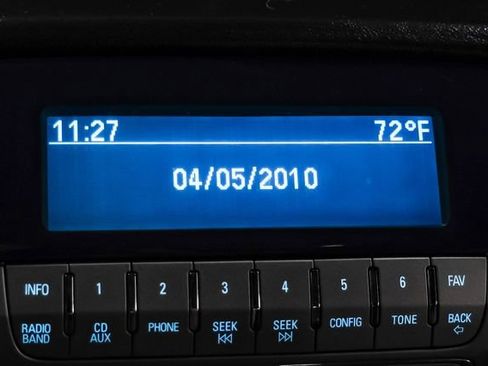 11:27 72°F
04/05/2010
INFO 1 2 3 4 5 6 FAV
RADIO BAND CD AUX PHONE SEEK SEEK CONFIG TONE BACK